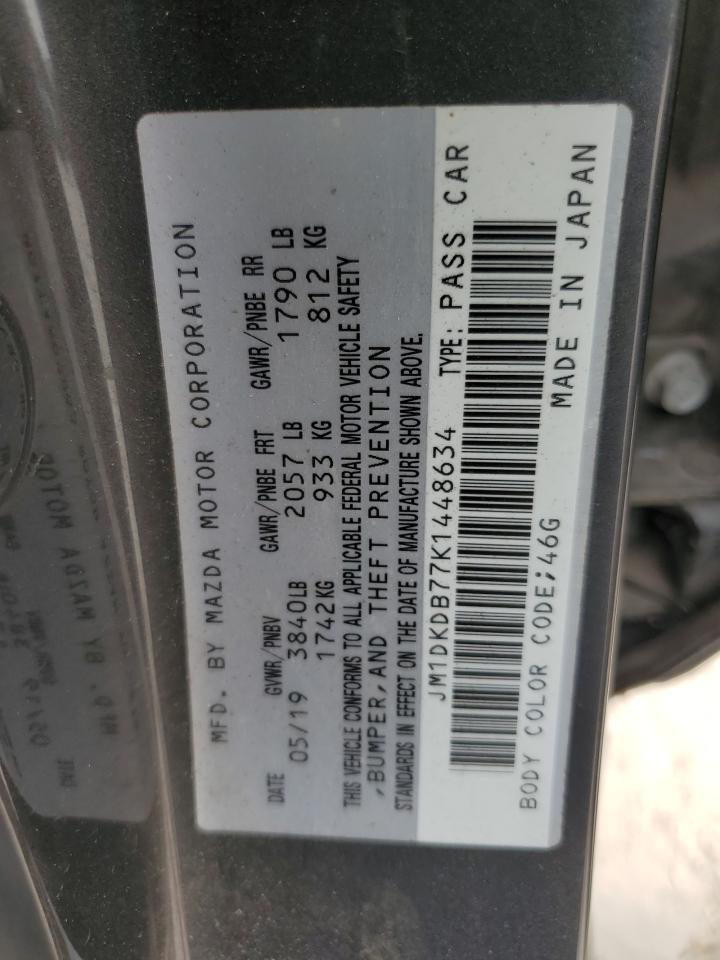 MFD. BY MAZDA MOTOR CORPORATION
DATE GVWR/PNBV GAWR/PNBE FRT GAWR/PNBE RR
05/19 3840LB 2057 LB 1790 LB
1742KG 933 KG 812 KG
THIS VEHICLE CONFORMS TO ALL APPLICABLE FEDERAL MOTOR VEHICLE SAFETY
,BUMPER,AND THEFT PREVENTION
STANDARDS IN EFFECT ON THE DATE OF MANUFACTURE SHOWN ABOVE.
JM1DKDB77K1448634 TYPE: PASS CAR
BODY COLOR CODE;46G MADE IN JAPAN